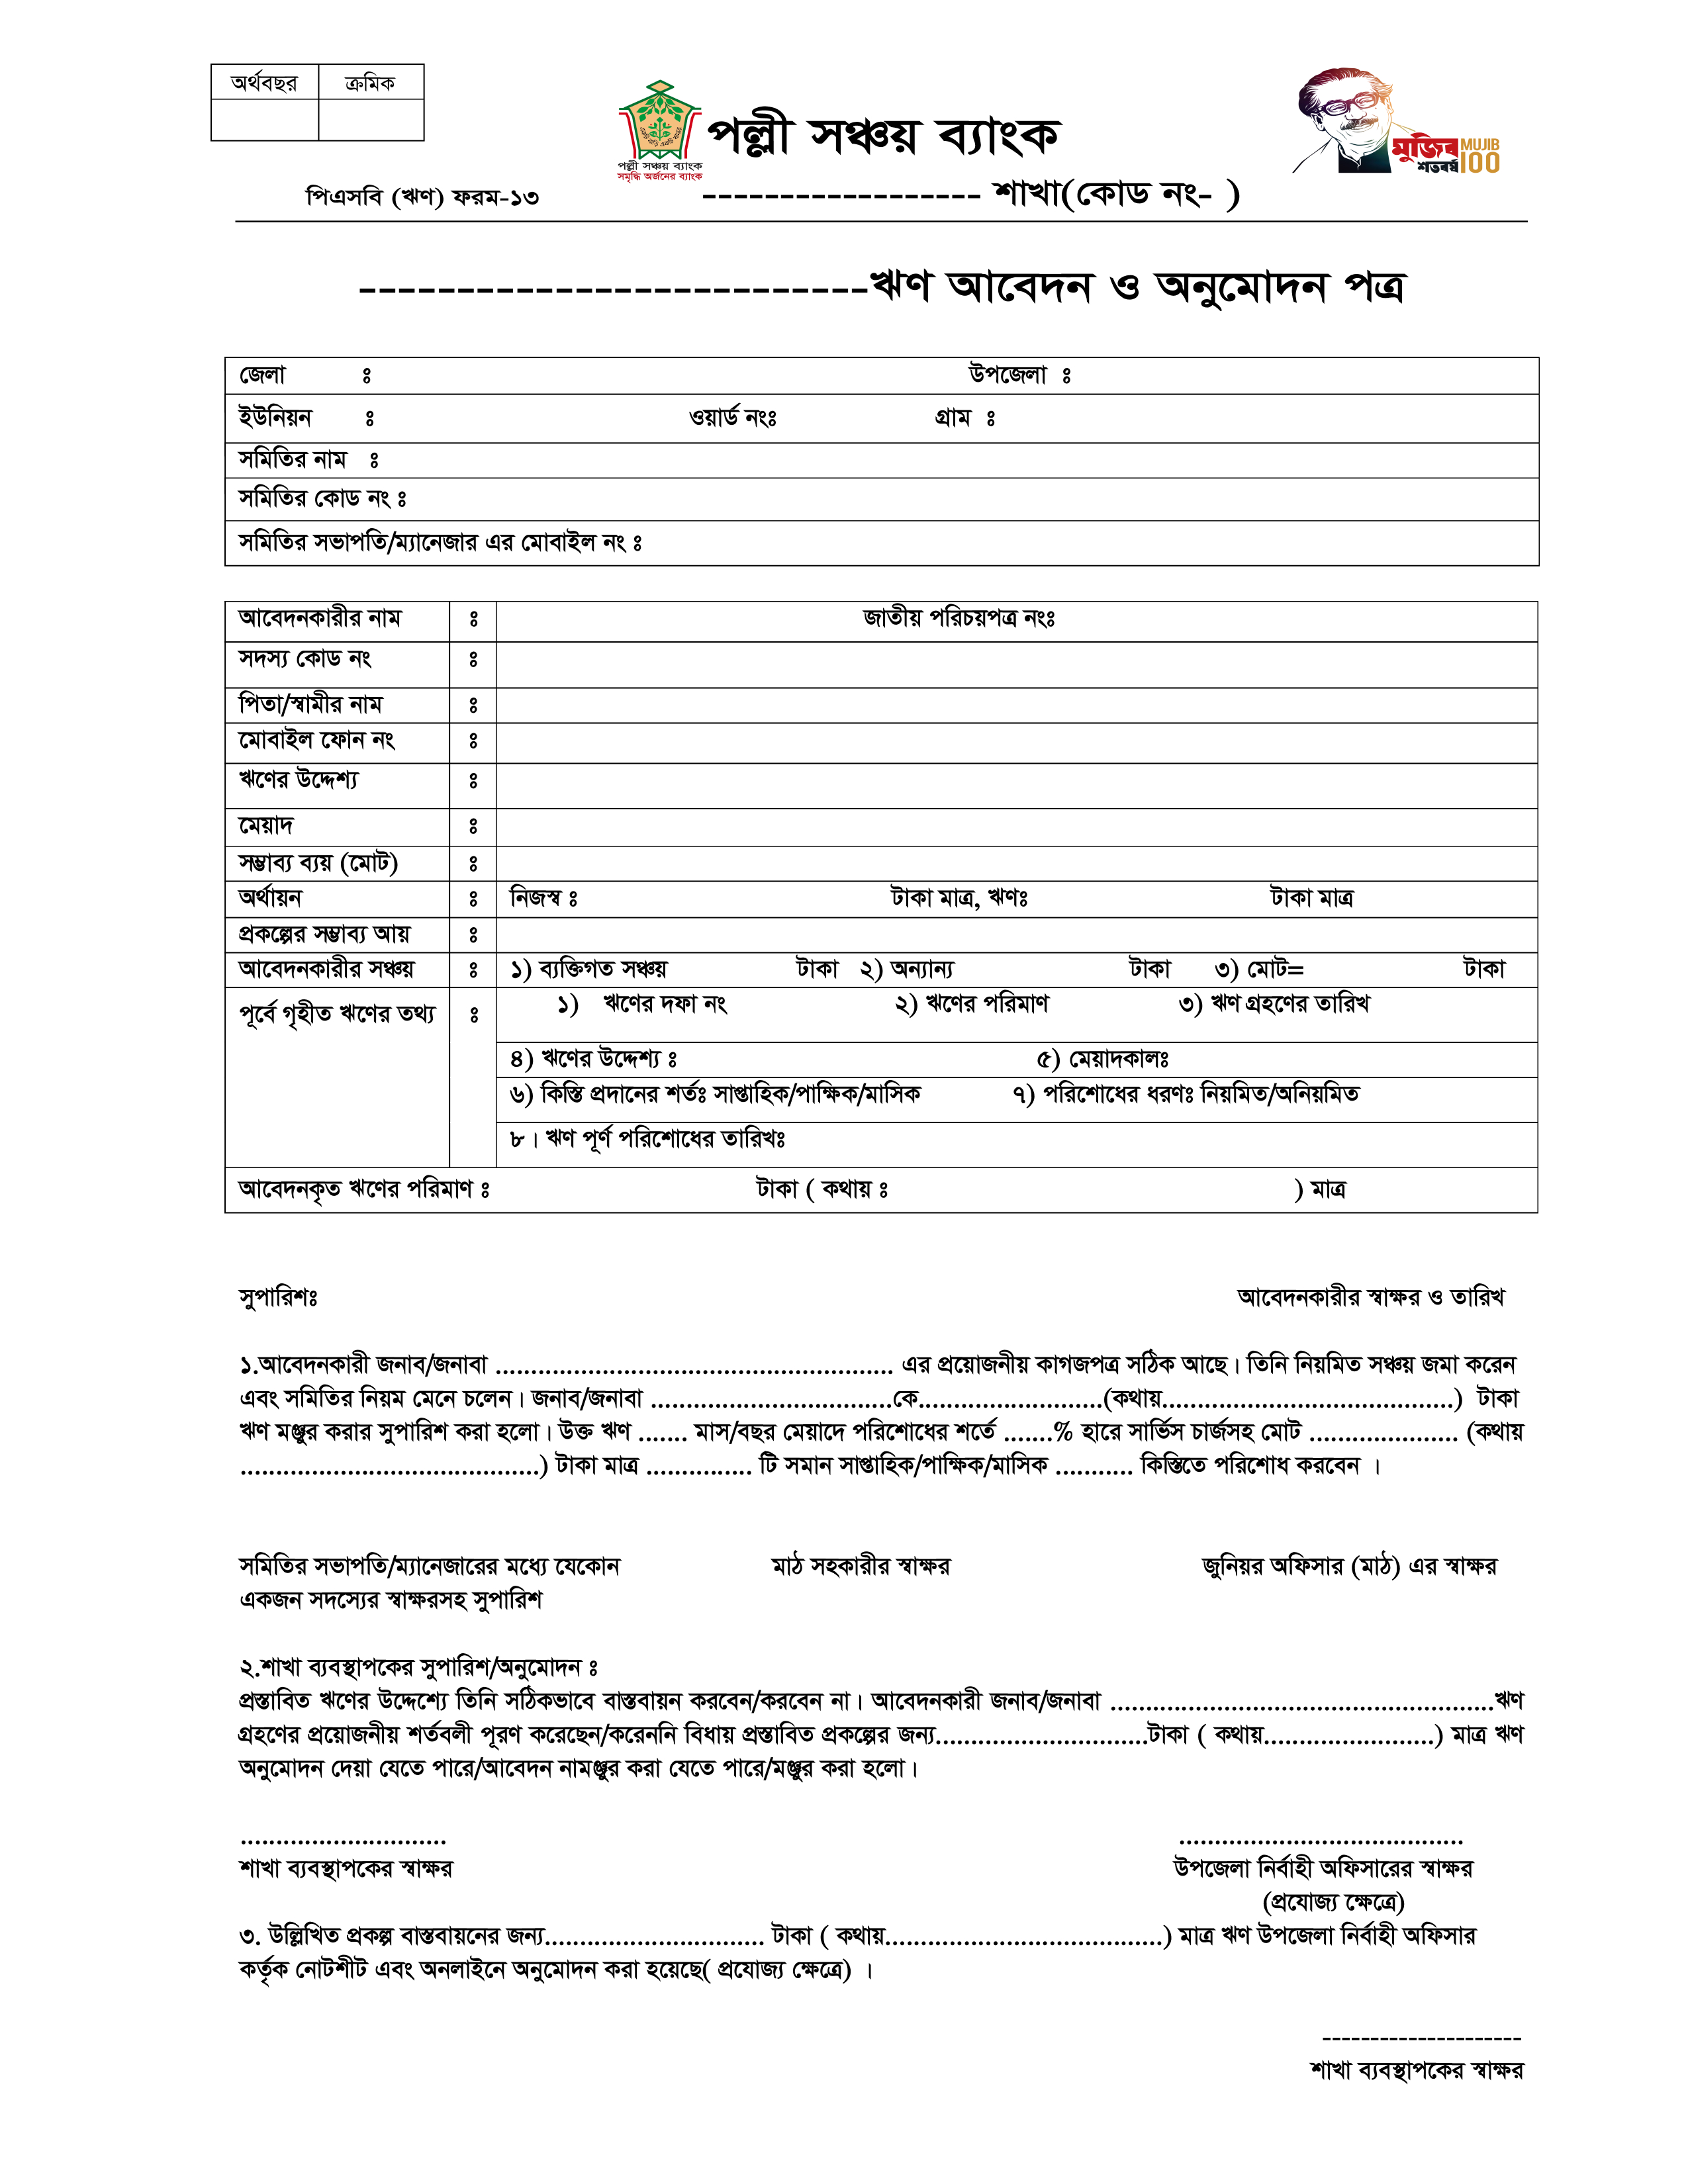 অর্থবছর ক্রমিক
পল্লী সঞ্চয় ব্যাংক
পল্লী সঞ্চয় ব্যাংক
সমৃদ্ধি অর্জনের ব্যাংক
মুজিব শতবর্ষ MUJIB 100
পিএসবি (ঋণ) ফরম-১৩ ------------------ শাখা(কোড নং- )
--------------------------ঋণ আবেদন ও অনুমোদন পত্র
জেলা ঃ উপজেলা ঃ
ইউনিয়ন ঃ ওয়ার্ড নংঃ গ্রাম ঃ
সমিতির নাম ঃ
সমিতির কোড নং ঃ
সমিতির সভাপতি/ম্যানেজার এর মোবাইল নং ঃ
আবেদনকারীর নাম ঃ জাতীয় পরিচয়পত্র নংঃ
সদস্য কোড নং ঃ
পিতা/স্বামীর নাম ঃ
মোবাইল ফোন নং ঃ
ঋণের উদ্দেশ্য ঃ
মেয়াদ ঃ
সম্ভাব্য ব্যয় (মোট) ঃ
অর্থায়ন ঃ নিজস্ব ঃ টাকা মাত্র, ঋণঃ টাকা মাত্র
প্রকল্পের সম্ভাব্য আয় ঃ
আবেদনকারীর সঞ্চয় ঃ ১) ব্যক্তিগত সঞ্চয় টাকা ২) অন্যান্য টাকা ৩) মোট= টাকা
পূর্বে গৃহীত ঋণের তথ্য ঃ ১) ঋণের দফা নং ২) ঋণের পরিমাণ ৩) ঋণ গ্রহণের তারিখ
৪) ঋণের উদ্দেশ্য ঃ ৫) মেয়াদকালঃ
৬) কিস্তি প্রদানের শর্তঃ সাপ্তাহিক/পাক্ষিক/মাসিক ৭) পরিশোধের ধরণঃ নিয়মিত/অনিয়মিত
৮। ঋণ পূর্ণ পরিশোধের তারিখঃ
আবেদনকৃত ঋণের পরিমাণ ঃ টাকা ( কথায় ঃ ) মাত্র
সুপারিশঃ আবেদনকারীর স্বাক্ষর ও তারিখ
১.আবেদনকারী জনাব/জনাবা ........................................................ এর প্রয়োজনীয় কাগজপত্র সঠিক আছে। তিনি নিয়মিত সঞ্চয় জমা করেন
এবং সমিতির নিয়ম মেনে চলেন। জনাব/জনাবা ..................................কে..........................(কথায়.........................................) টাকা
ঋণ মঞ্জুর করার সুপারিশ করা হলো। উক্ত ঋণ ....... মাস/বছর মেয়াদে পরিশোধের শর্তে .......% হারে সার্ভিস চার্জসহ মোট ..................... (কথায়
..........................................) টাকা মাত্র ............... টি সমান সাপ্তাহিক/পাক্ষিক/মাসিক ........... কিস্তিতে পরিশোধ করবেন ।
সমিতির সভাপতি/ম্যানেজারের মধ্যে যেকোন মাঠ সহকারীর স্বাক্ষর জুনিয়র অফিসার (মাঠ) এর স্বাক্ষর
একজন সদস্যের স্বাক্ষরসহ সুপারিশ
২.শাখা ব্যবস্থাপকের সুপারিশ/অনুমোদন ঃ
প্রস্তাবিত ঋণের উদ্দেশ্যে তিনি সঠিকভাবে বাস্তবায়ন করবেন/করবেন না। আবেদনকারী জনাব/জনাবা ......................................................ঋণ
গ্রহণের প্রয়োজনীয় শর্তবলী পূরণ করেছেন/করেননি বিধায় প্রস্তাবিত প্রকল্পের জন্য..............................টাকা ( কথায়........................) মাত্র ঋণ
অনুমোদন দেয়া যেতে পারে/আবেদন নামঞ্জুর করা যেতে পারে/মঞ্জুর করা হলো।
............................. ........................................
শাখা ব্যবস্থাপকের স্বাক্ষর উপজেলা নির্বাহী অফিসারের স্বাক্ষর
(প্রযোজ্য ক্ষেত্রে)
৩. উল্লিখিত প্রকল্প বাস্তবায়নের জন্য............................... টাকা ( কথায়.......................................) মাত্র ঋণ উপজেলা নির্বাহী অফিসার
কর্তৃক নোটশীট এবং অনলাইনে অনুমোদন করা হয়েছে( প্রযোজ্য ক্ষেত্রে) ।
---------------------
শাখা ব্যবস্থাপকের স্বাক্ষর